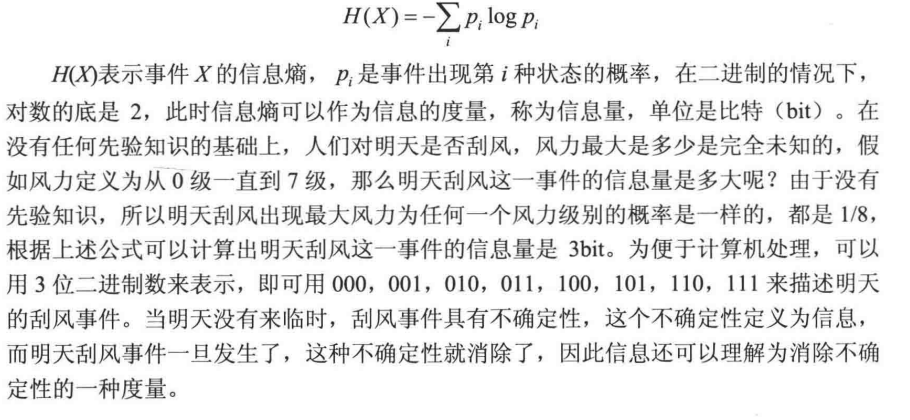 H(X)=-∑ᵢ pᵢ log pᵢ
H(X)表示事件 X 的信息熵，pᵢ 是事件出现第 i 种状态的概率，在二进制的情况下，
对数的底是 2，此时信息熵可以作为信息的度量，称为信息量，单位是比特（bit）。在
没有任何先验知识的基础上，人们对明天是否刮风，风力最大是多少是完全未知的，假
如风力定义为从 0 级一直到 7 级，那么明天刮风这一事件的信息量是多大呢？由于没有
先验知识，所以明天刮风出现最大风力为任何一个风力级别的概率是一样的，都是 1/8，
根据上述公式可以计算出明天刮风这一事件的信息量是 3bit。为便于计算机处理，可以
用 3 位二进制数来表示，即可用 000，001，010，011，100，101，110，111 来描述明天
的刮风事件。当明天没有来临时，刮风事件具有不确定性，这个不确定性定义为信息，
而明天刮风事件一旦发生了，这种不确定性就消除了，因此信息还可以理解为消除不确
定性的一种度量。